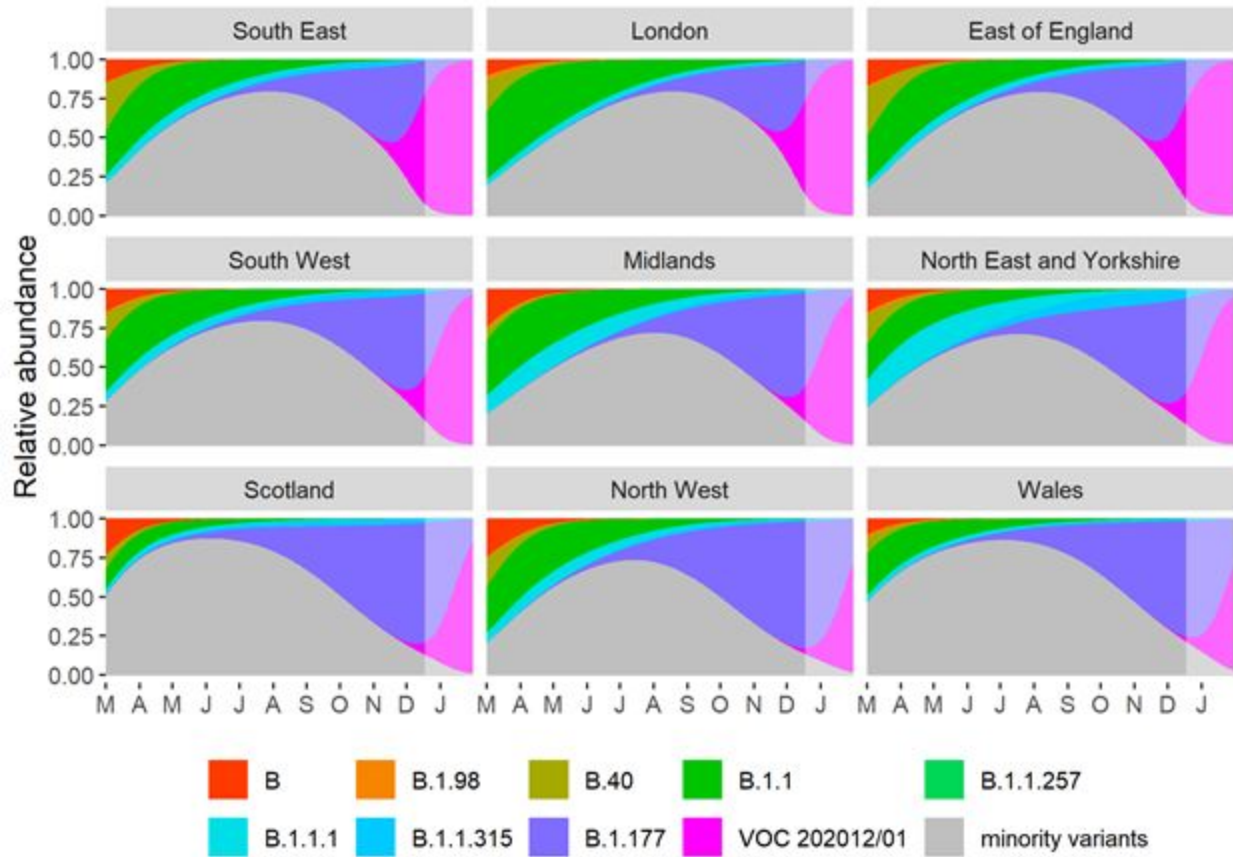 South East London East of England
1.00
0.75
0.50
0.25
0.00
South West Midlands North East and Yorkshire
1.00
0.75
0.50
0.25
0.00
Relative abundance
Scotland North West Wales
1.00
0.75
0.50
0.25
0.00
M A M J J A S O N D J M A M J J A S O N D J M A M J J A S O N D J
B B.1.98 B.40 B.1.1 B.1.1.257
B.1.1.1 B.1.1.315 B.1.177 VOC 202012/01 minority variants